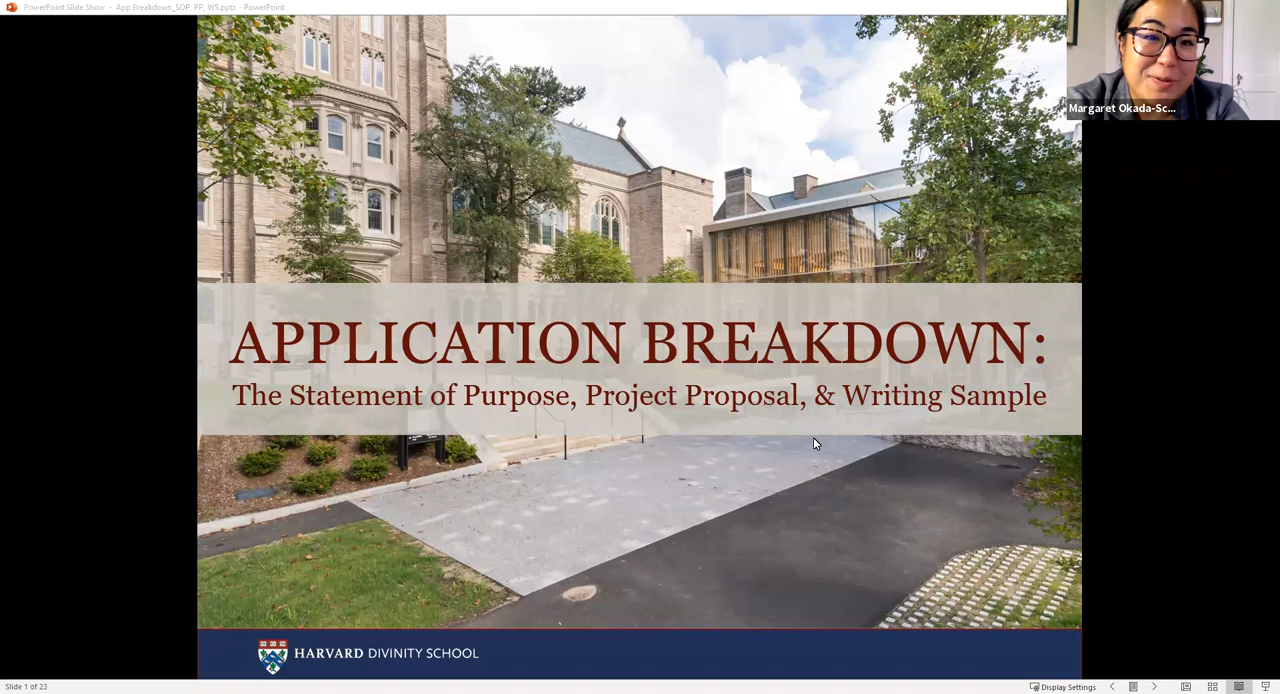 PowerPoint Slide Show - App Breakdown_SOP, PP, WS.pptx - PowerPoint
Margaret Okada-Sc...
APPLICATION BREAKDOWN:
The Statement of Purpose, Project Proposal, & Writing Sample
HARVARD DIVINITY SCHOOL
Slide 1 of 23
Display Settings